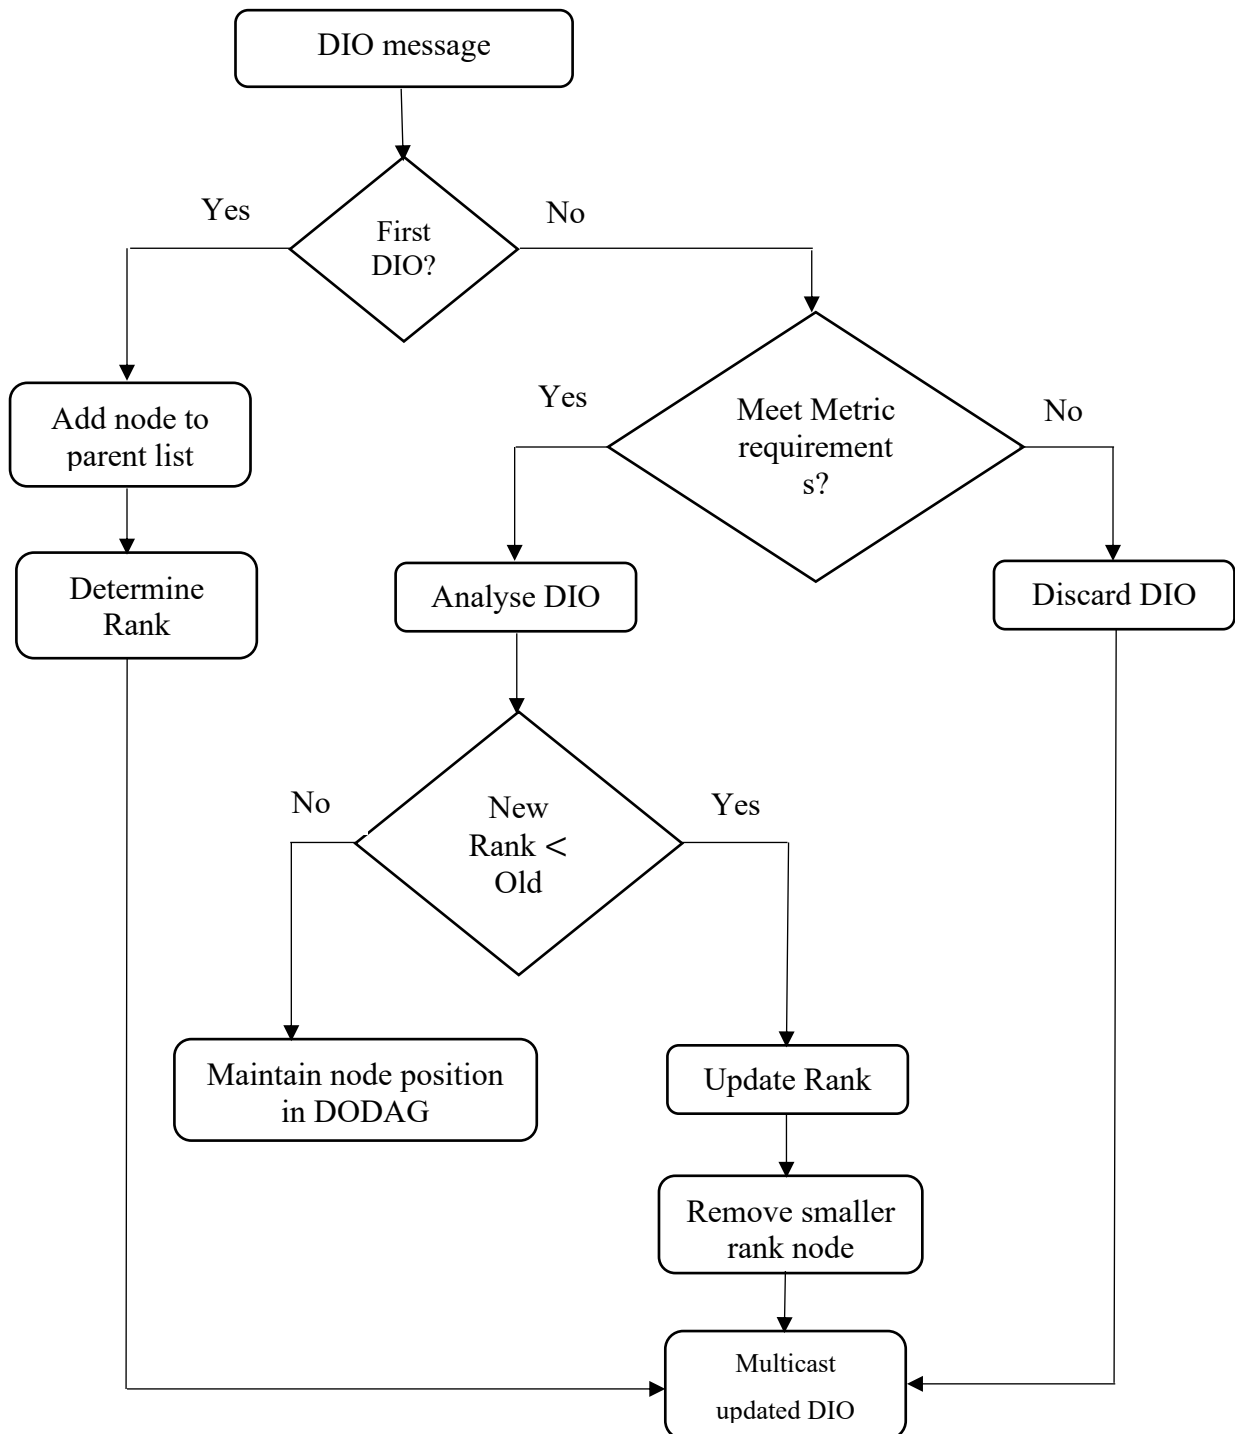 DIO message
Yes
No
First
DIO?
Add node to
parent list
Yes
Meet Metric
requirement
s?
No
Determine
Rank
Analyse DIO
Discard DIO
No
New
Rank <
Old
Yes
Maintain node position
in DODAG
Update Rank
Remove smaller
rank node
Multicast
updated DIO